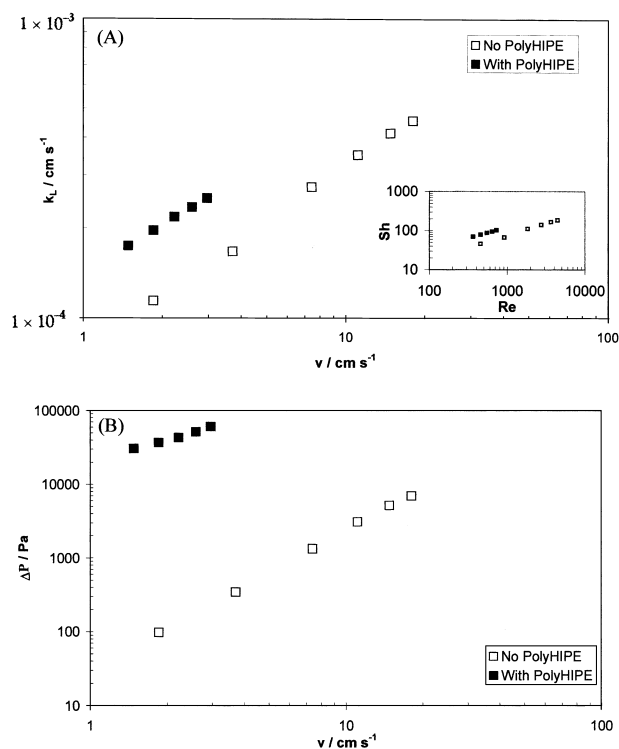 1 × 10⁻³
(A)
No PolyHIPE
With PolyHIPE
k_L / cm s⁻¹
1000
100
10
Sh
100
1000
10000
Re
1 × 10⁻⁴
1
10
100
v / cm s⁻¹
100000
(B)
10000
1000
ΔP / Pa
100
10
No PolyHIPE
With PolyHIPE
1
10
100
v / cm s⁻¹